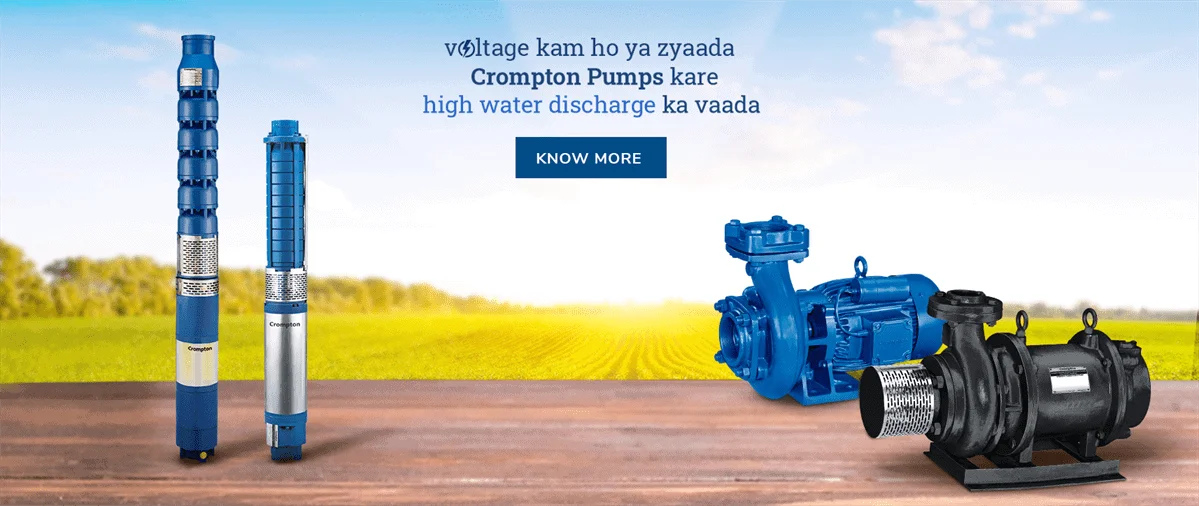 voltage kam ho ya zyaada
Crompton Pumps kare
high water discharge ka vaada
KNOW MORE
Crompton
Crompton